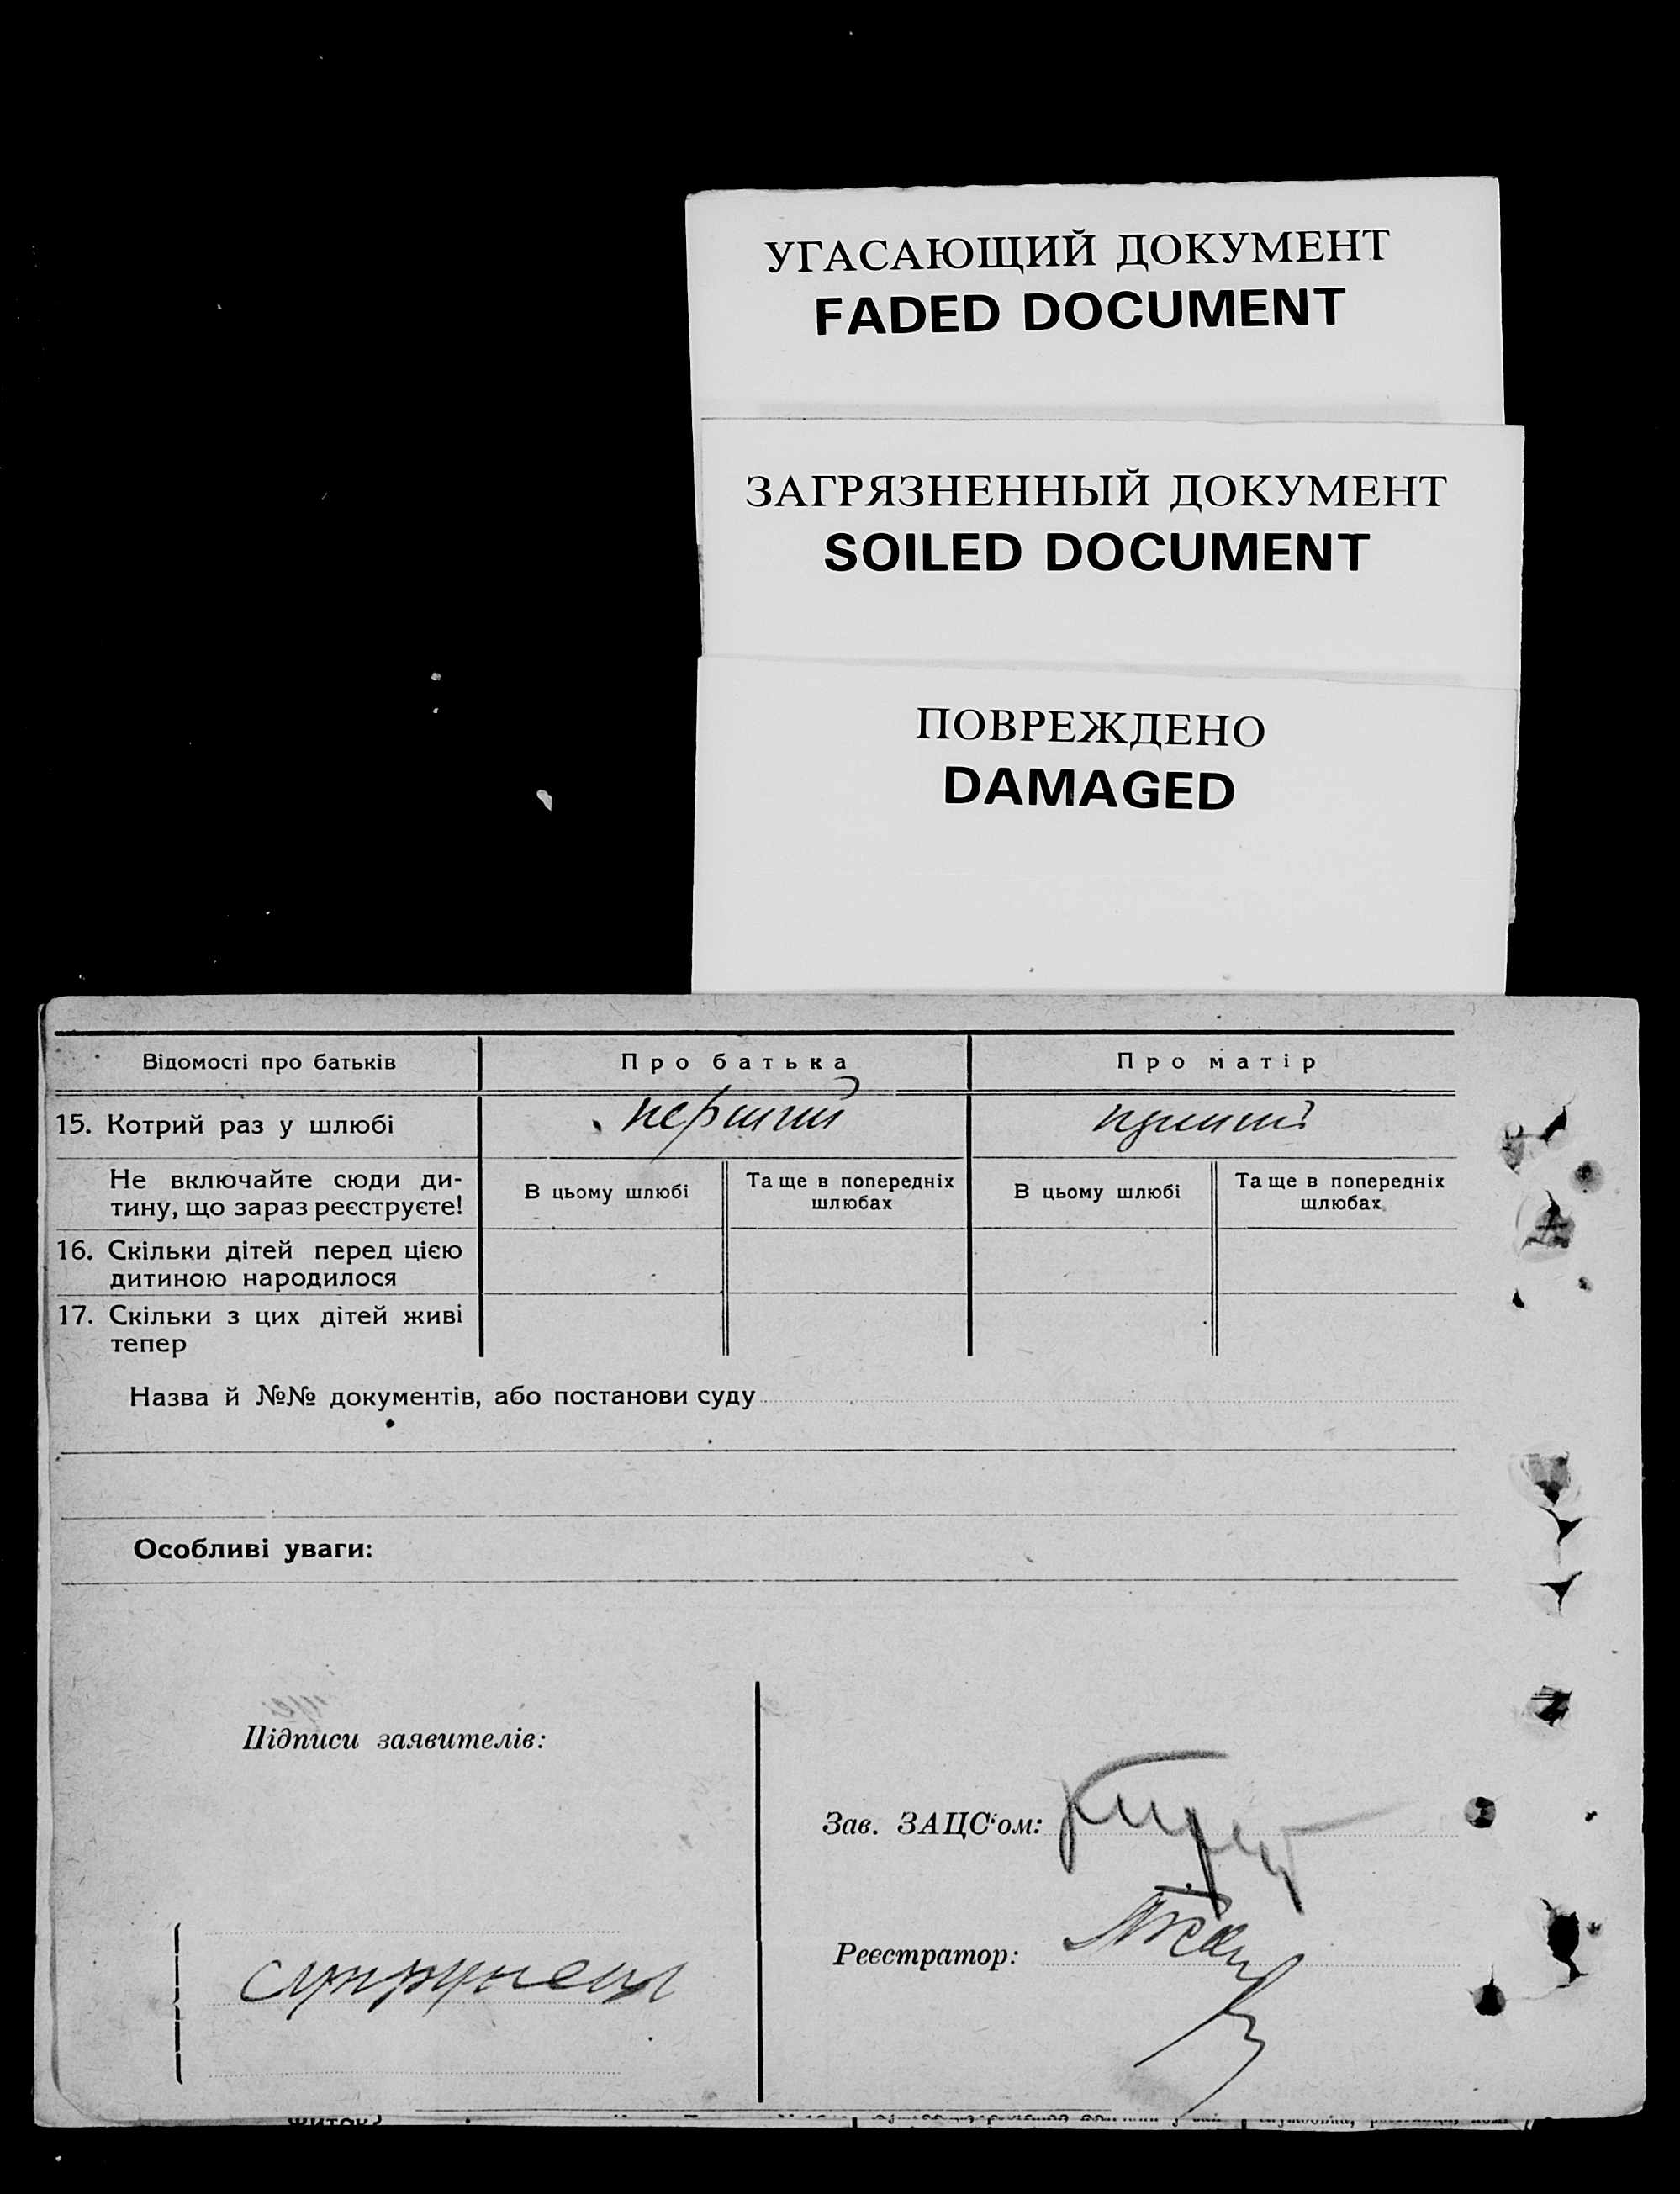 УГАСАЮЩИЙ ДОКУМЕНТ
FADED DOCUMENT
ЗАГРЯЗНЕННЫЙ ДОКУМЕНТ
SOILED DOCUMENT
ПОВРЕЖДЕНО
DAMAGED
Відомості про батьків
Про батька
Про матір
15. Котрий раз у шлюбі
перший
Не включайте сюди ди-
тину, що зараз реєструєте!
В цьому шлюбі
Та ще в попередніх
шлюбах
В цьому шлюбі
Та ще в попередніх
шлюбах
16. Скільки дітей перед цією
дитиною народилося
17. Скільки з цих дітей живі
тепер
Назва й №№ документів, або постанови суду
Особливі уваги:
Підписи заявителів:
Зав. ЗАЦС'ом:
Реєстратор: